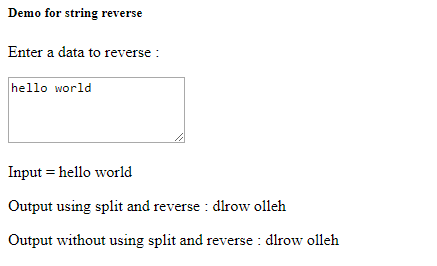 Demo for string reverse
Enter a data to reverse :
hello world
Input = hello world
Output using split and reverse : dlrow olleh
Output without using split and reverse : dlrow olleh